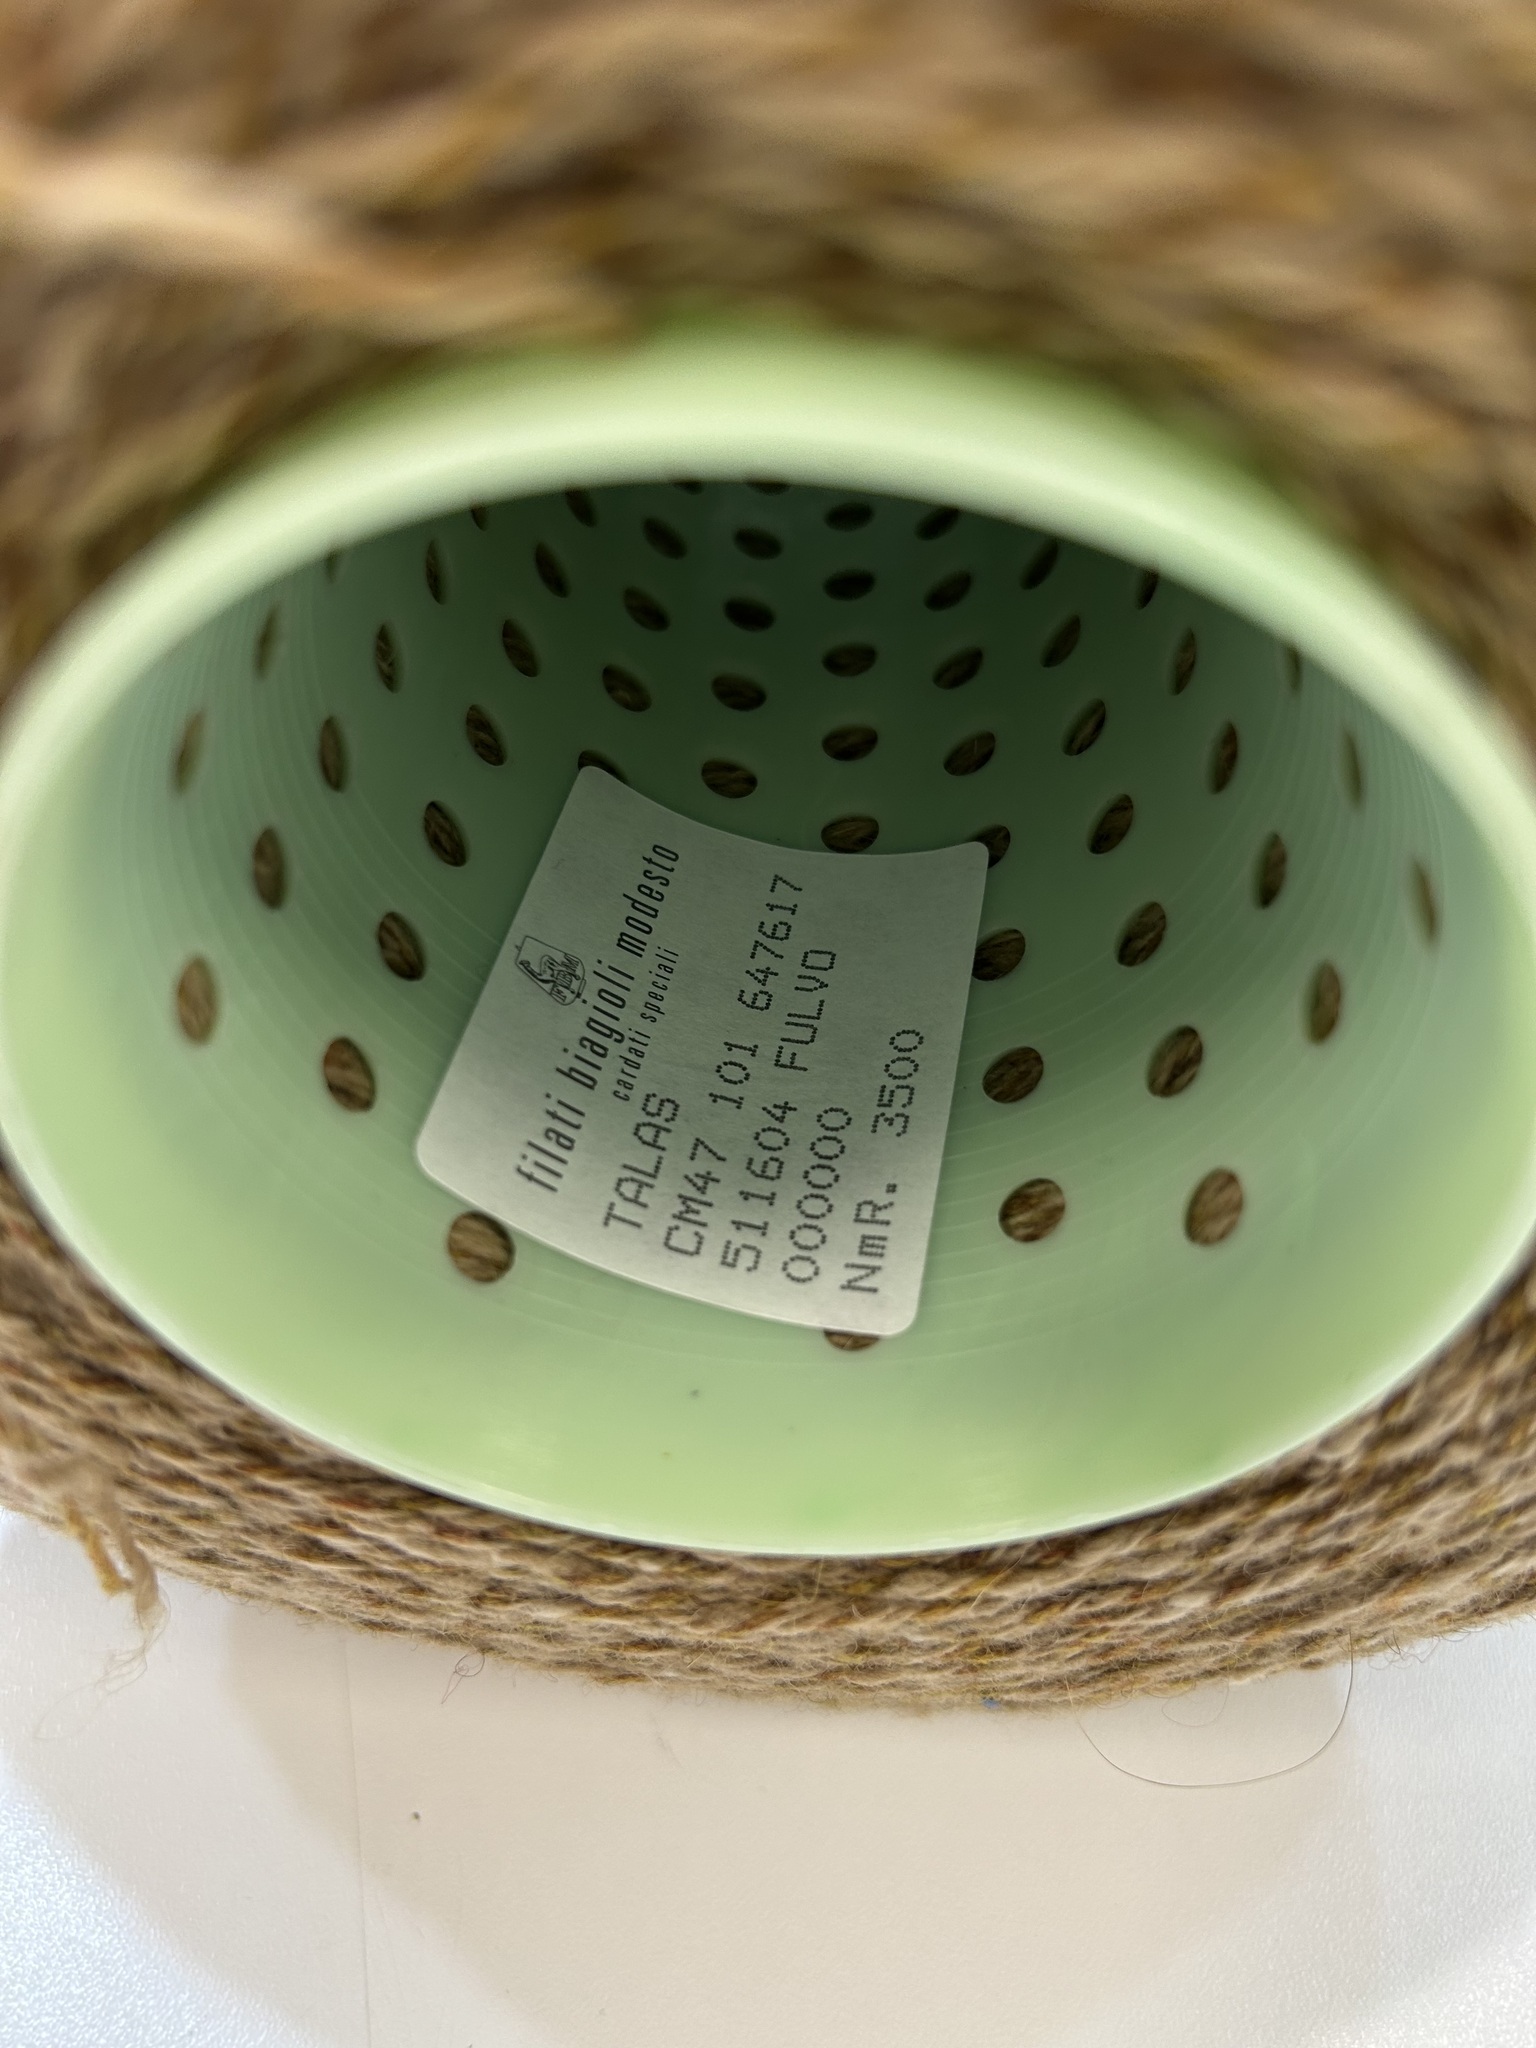 filati biagioli modesto
cardati speciali
TALAS
CM47 101 647617
511604 FULVO
000000
NmR. 3500